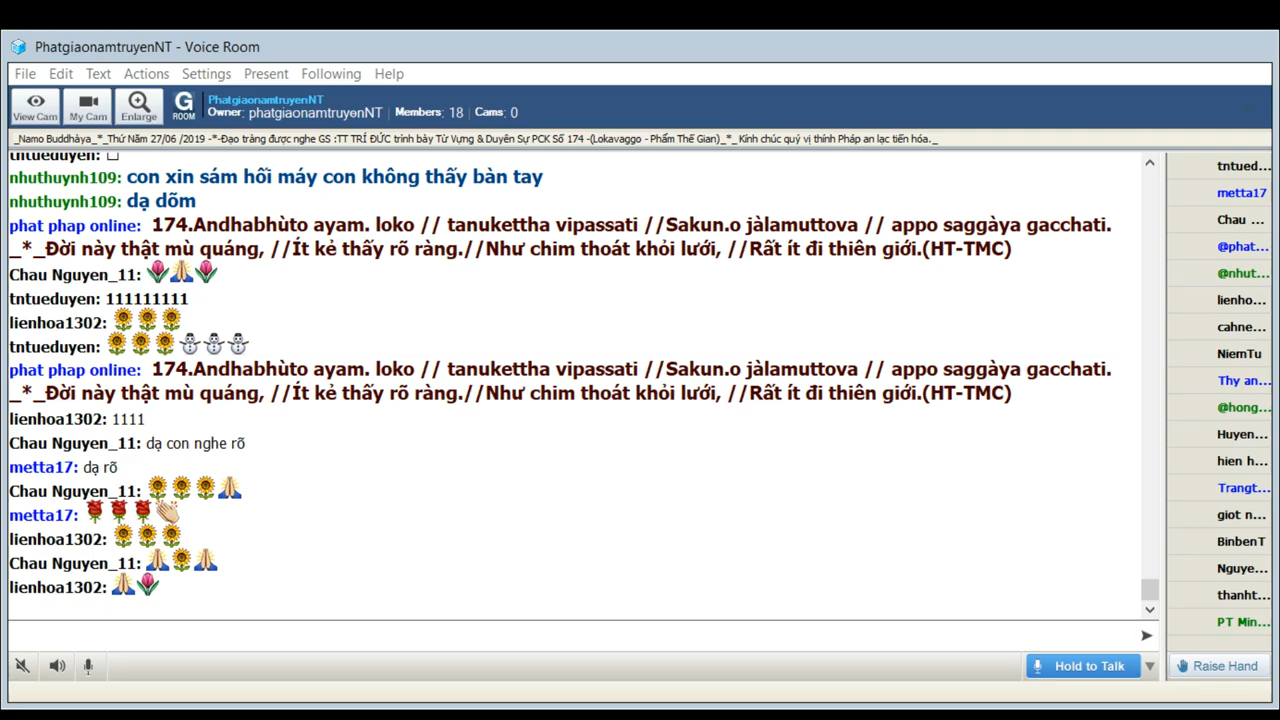 PhatgiaonamtruyenNT - Voice Room
File Edit Text Actions Settings Present Following Help
View Cam My Cam Enlarge G ROOM PhatgiaonamtruyenNT
Owner: phatgiaonamtruyenNT Members: 18 Cams: 0
_Namo Buddhàya_*_Thứ Năm 27/06 /2019 -*-Đạo tràng được nghe GS :TT TRÍ ĐỨC trình bày Từ Vựng & Duyên Sự PCK Số 174 -(Lokavaggo - Phẩm Thế Gian)_*_ Kính chúc quý vị thính Pháp an lạc tiến hóa._
tntueduyen:
nhuthuynh109: con xin sám hối máy con không thấy bàn tay
nhuthuynh109: dạ dõm
phat phap online: 174.Andhabhùto ayam. loko // tanukettha vipassati //Sakun.o jàlamuttova // appo saggàya gacchati.
_*_Đời này thật mù quáng, //Ít kẻ thấy rõ ràng.//Như chim thoát khỏi lưới, //Rất ít đi thiên giới.(HT-TMC)
Chau Nguyen_11: 🌷🙏🌷
tntueduyen: 111111111
lienhoa1302: 🌻🌻🌻
tntueduyen: 🌻🌻🌻⛄⛄⛄
phat phap online: 174.Andhabhùto ayam. loko // tanukettha vipassati //Sakun.o jàlamuttova // appo saggàya gacchati.
_*_Đời này thật mù quáng, //Ít kẻ thấy rõ ràng.//Như chim thoát khỏi lưới, //Rất ít đi thiên giới.(HT-TMC)
lienhoa1302: 1111
Chau Nguyen_11: dạ con nghe rõ
metta17: dạ rõ
Chau Nguyen_11: 🌻🌻🌻🙏
metta17: 🌹🌹🌹👏
lienhoa1302: 🌻🌻🌻
Chau Nguyen_11: 🙏🌻🙏
lienhoa1302: 🙏🌷
tntued...
metta17
Chau ...
@phat...
@nhut...
lienho...
cahne...
NiemTu
Thy an...
@hong...
Huyen...
hien h...
Trangt...
giot n...
BinbenT
Nguye...
thanht...
PT Min...
Hold to Talk
Raise Hand